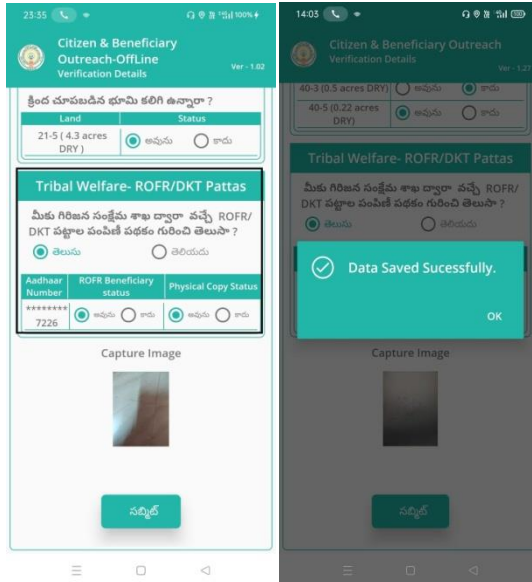 23:35
100%
Citizen & Beneficiary
Outreach-OffLine
Verification Details
Ver - 1.02
క్రింద చూపబడిన భూమి కలిగి ఉన్నారా ?
Land Status
21-5 ( 4.3 acres
DRY )
అవును కాదు
Tribal Welfare- ROFR/DKT Pattas
మీకు గిరిజన సంక్షేమ శాఖ ద్వారా వచ్చే ROFR/
DKT పట్టాల పంపిణీ పథకం గురించి తెలుసా ?
తెలుసు తెలియదు
Aadhaar
Number
ROFR Beneficiary
status
Physical Copy Status
********
7226
అవును కాదు అవును కాదు
Capture Image
సబ్మిట్
14:03
Citizen & Beneficiary Outreach
Verification Details
Ver - 1.21
40-3 (0.5 acres DRY) అవును కాదు
40-5 (0.22 acres
DRY)
అవును కాదు
Tribal Welfare- ROFR/DKT Pattas
మీకు గిరిజన సంక్షేమ శాఖ ద్వారా వచ్చే ROFR/
DKT పట్టాల పంపిణీ పథకం గురించి తెలుసా ?
తెలుసు తెలియదు
Data Saved Sucessfully.
OK
Capture Image
సబ్మిట్